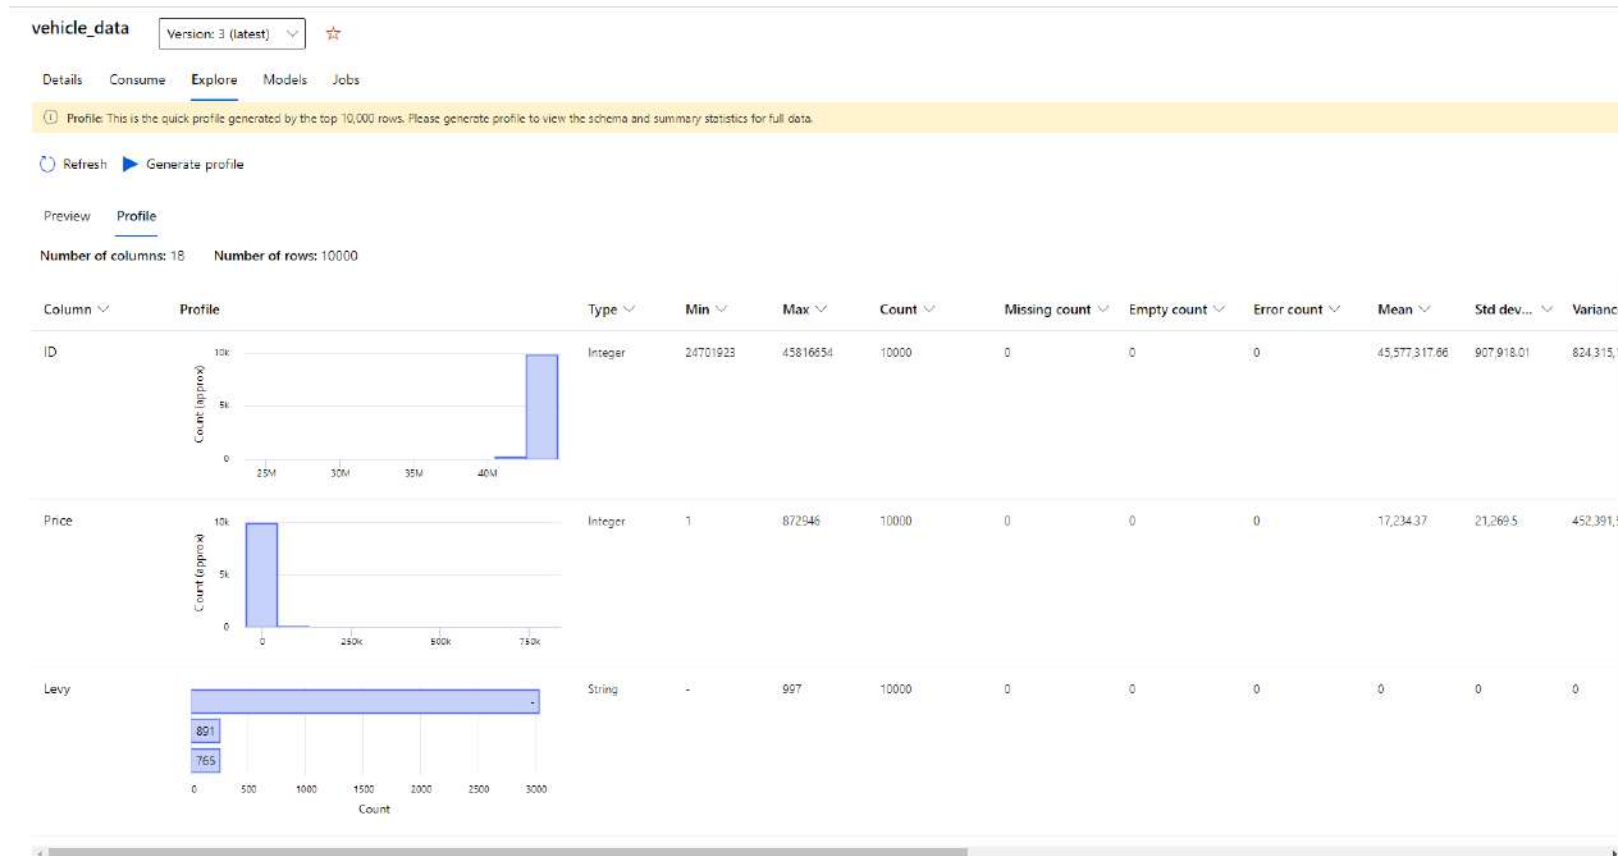 vehicle_data
Version: 3 (latest)
Details Consume Explore Models Jobs
Profile: This is the quick profile generated by the top 10,000 rows. Please generate profile to view the schema and summary statistics for full data.
Refresh Generate profile
Preview Profile
Number of columns: 18 Number of rows: 10000
Column Profile Type Min Max Count Missing count Empty count Error count Mean Std dev... Varianc
ID Integer 24701923 45816654 10000 0 0 0 45,577,317.66 907,918.01 824,315,
Count (approx)
10k
5k
0
25M 30M 35M 40M
Price Integer 1 872946 10000 0 0 0 17,234.37 21,269.5 452,391,
Count (approx)
10k
5k
0
0 250k 500k 750k
Levy String - 997 10000 0 0 0 0 0 0
-
891
765
0 500 1000 1500 2000 2500 3000
Count